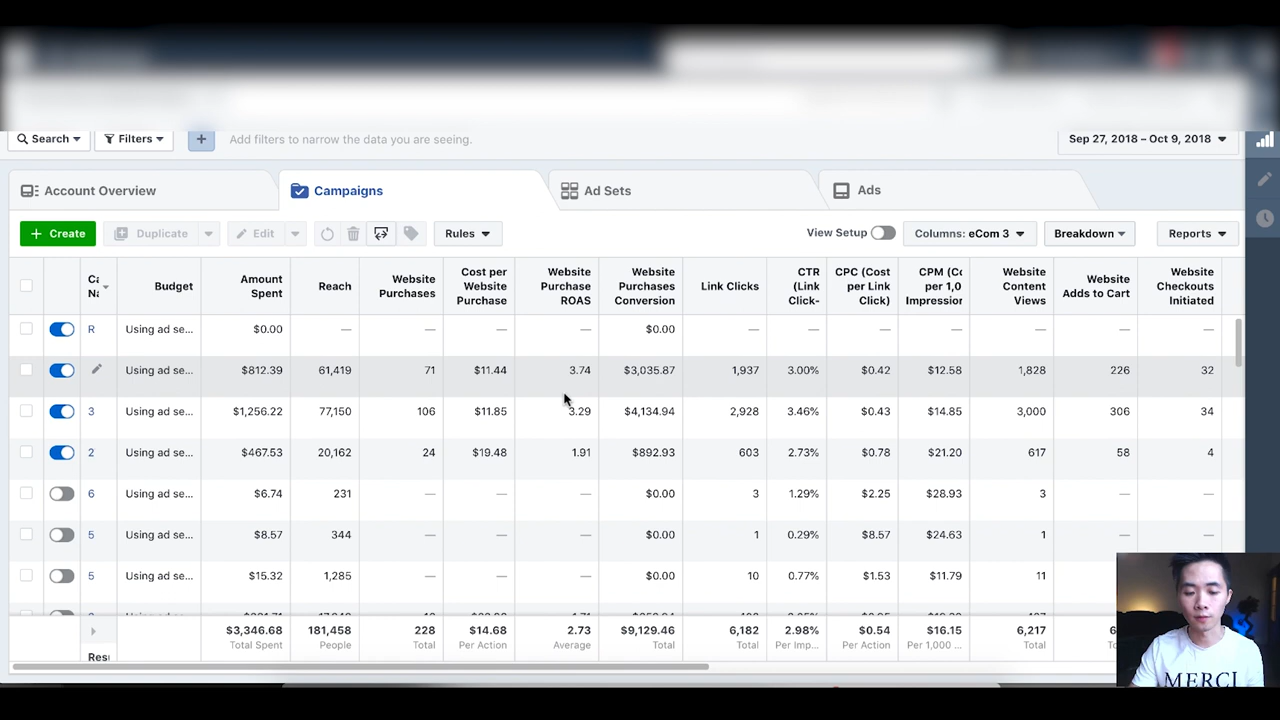 Search Filters + Add filters to narrow the data you are seeing. Sep 27, 2018 – Oct 9, 2018
Account Overview Campaigns Ad Sets Ads
+ Create Duplicate Edit Rules View Setup Columns: eCom 3 Breakdown Reports
Ca Na Budget Amount Spent Reach Website Purchases Cost per Website Purchase Website Purchase ROAS Website Purchases Conversion Link Clicks CTR (Link Click- CPC (Cost per Link Click) CPM (Co per 1,0 Impression Website Content Views Website Adds to Cart Website Checkouts Initiated
R Using ad se... $0.00 — — — — $0.00 — — — — — — —
Using ad se... $812.39 61,419 71 $11.44 3.74 $3,035.87 1,937 3.00% $0.42 $12.58 1,828 226 32
3 Using ad se... $1,256.22 77,150 106 $11.85 3.29 $4,134.94 2,928 3.46% $0.43 $14.85 3,000 306 34
2 Using ad se... $467.53 20,162 24 $19.48 1.91 $892.93 603 2.73% $0.78 $21.20 617 58 4
6 Using ad se... $6.74 231 — — — $0.00 3 1.29% $2.25 $28.93 3 — —
5 Using ad se... $8.57 344 — — — $0.00 1 0.29% $8.57 $24.63 1 — —
5 Using ad se... $15.32 1,285 — — — $0.00 10 0.77% $1.53 $11.79 11
$3,346.68 181,458 228 $14.68 2.73 $9,129.46 6,182 2.98% $0.54 $16.15 6,217
Total Spent People Total Per Action Average Total Total Per Imp... Per Action Per 1,000 ... Total
Resu
MERCI